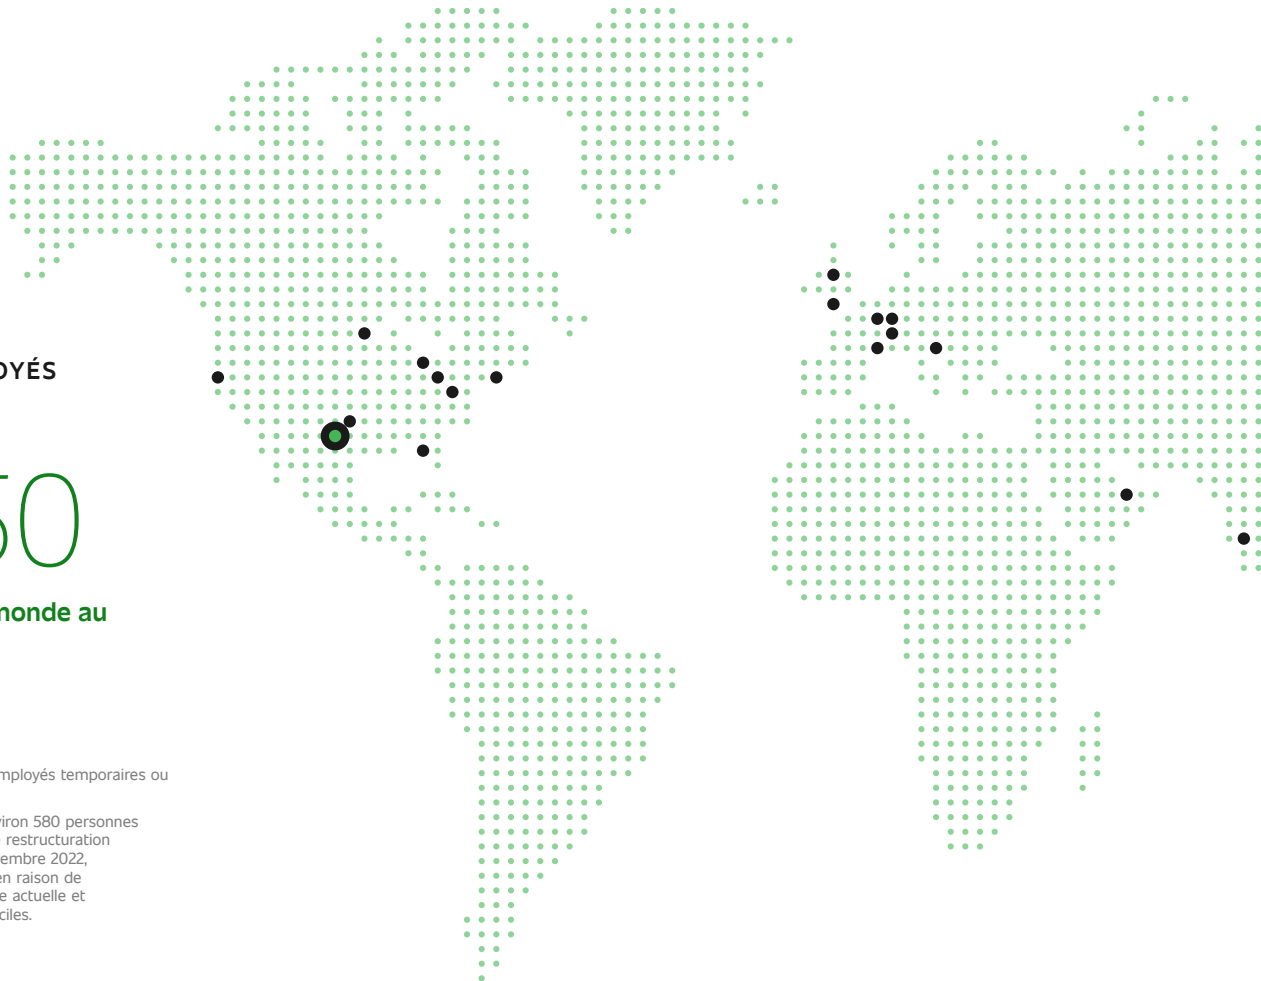 OYÉS
50
monde au
mployés temporaires ou
viron 580 personnes
restructuration
embre 2022,
en raison de
e actuelle et
ciles.